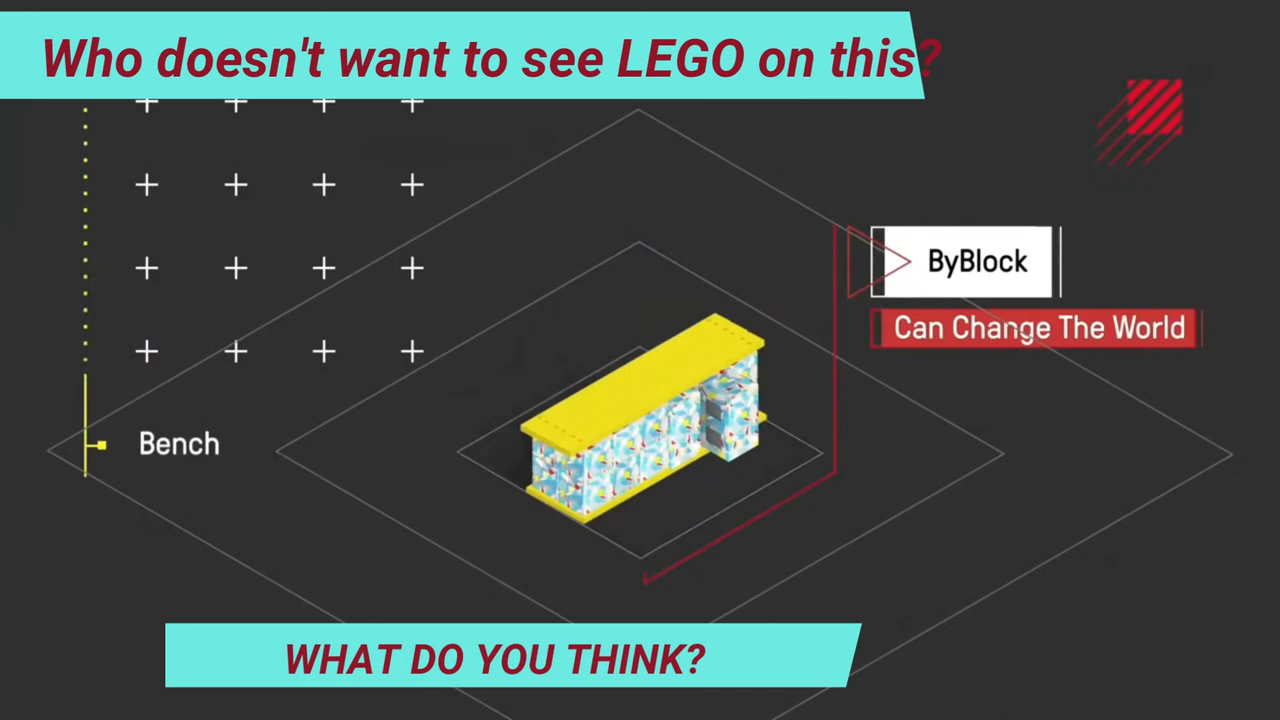 Who doesn't want to see LEGO on this?
ByBlock
Can Change The World
Bench
WHAT DO YOU THINK?